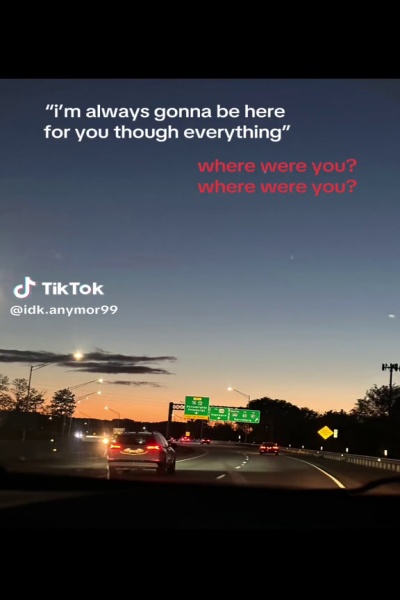 “i’m always gonna be here
for you though everything”
where were you?
where were you?
TikTok
@idk.anymor99